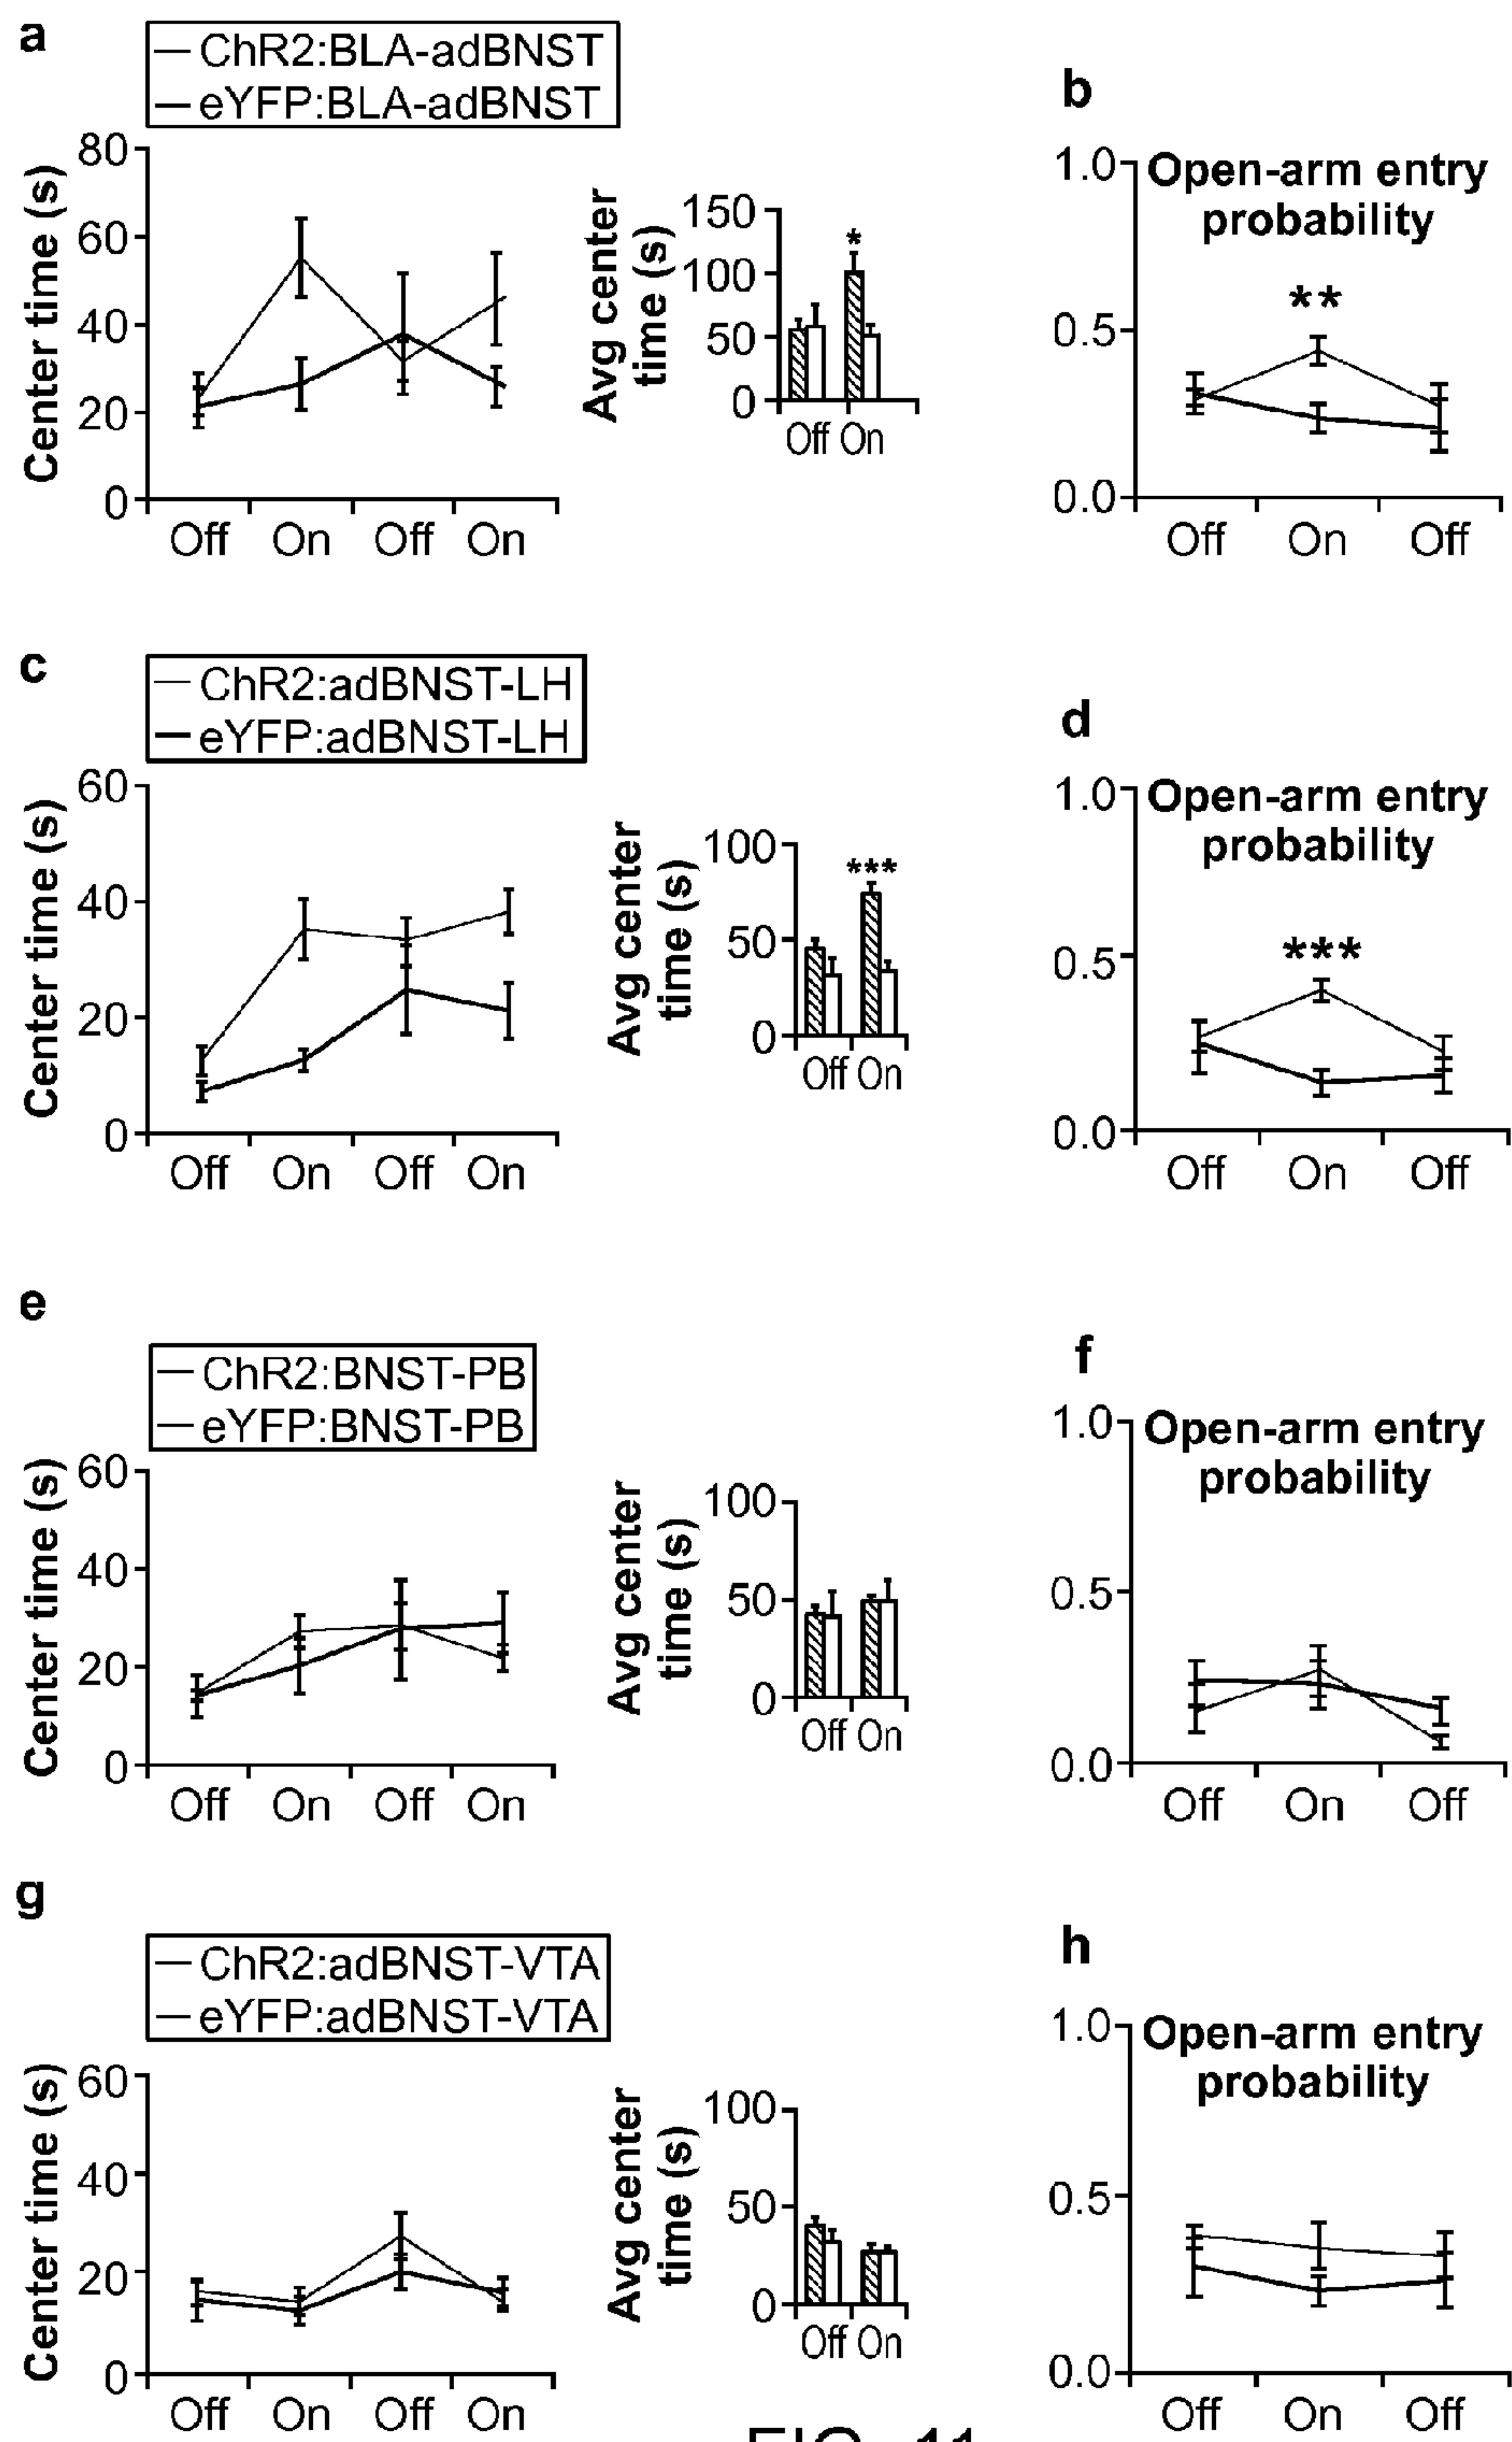 a
ChR2:BLA-adBNST
eYFP:BLA-adBNST
Center time (s)
80
60
40
20
0
Off On Off On
Avg center
time (s)
150
100
50
0
*
Off On
b
Open-arm entry
probability
1.0
0.5
0.0
**
Off On Off
c
ChR2:adBNST-LH
eYFP:adBNST-LH
Center time (s)
60
40
20
0
Off On Off On
Avg center
time (s)
100
50
0
***
Off On
d
Open-arm entry
probability
1.0
0.5
0.0
***
Off On Off
e
ChR2:BNST-PB
eYFP:BNST-PB
Center time (s)
60
40
20
0
Off On Off On
Avg center
time (s)
100
50
0
Off On
f
Open-arm entry
probability
1.0
0.5
0.0
Off On Off
g
ChR2:adBNST-VTA
eYFP:adBNST-VTA
Center time (s)
60
40
20
0
Off On Off On
Avg center
time (s)
100
50
0
Off On
h
Open-arm entry
probability
1.0
0.5
0.0
Off On Off
FIG. 11